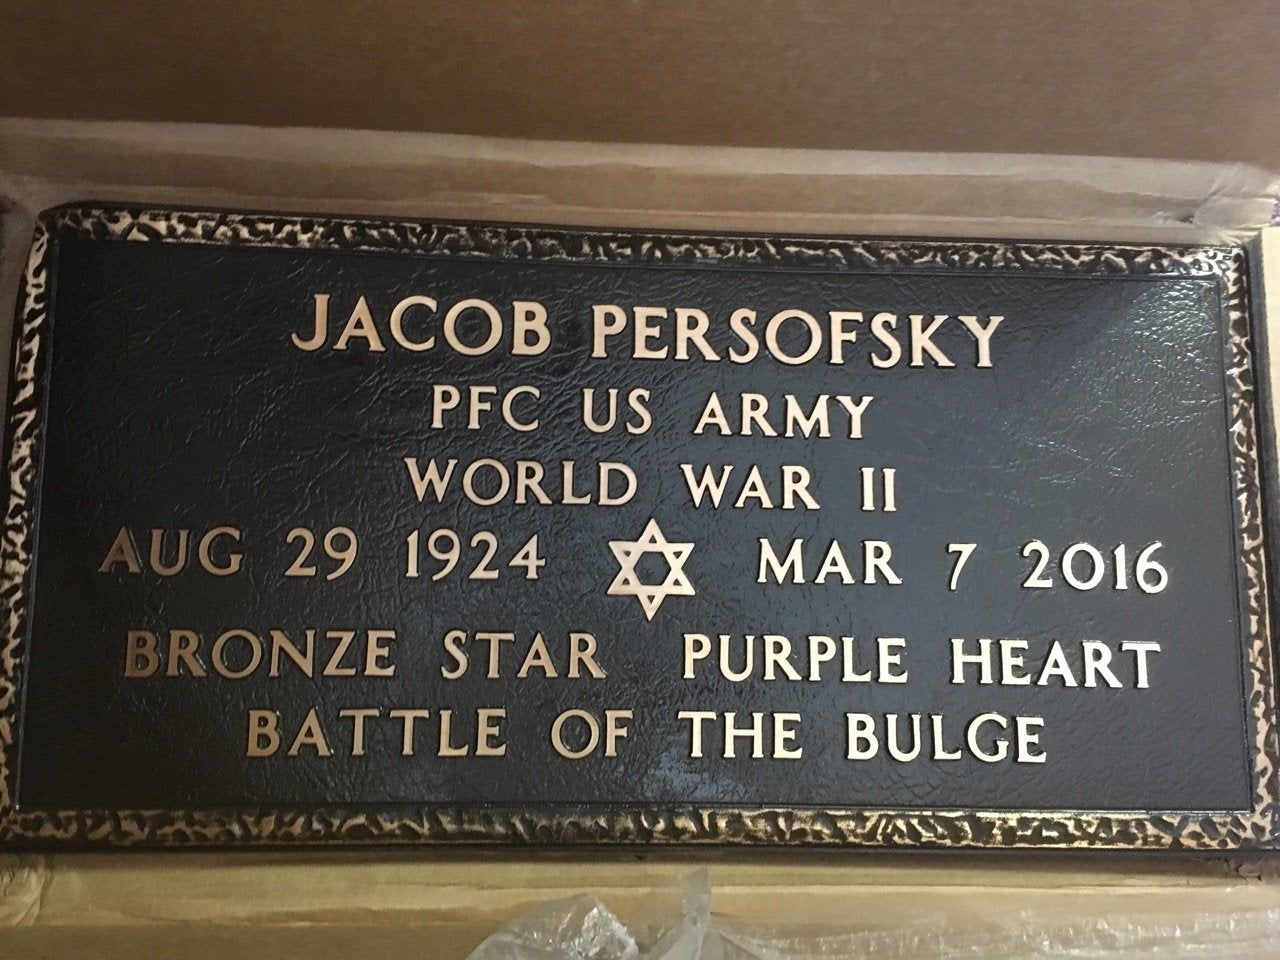 JACOB PERSOFSKY
PFC US ARMY
WORLD WAR II
AUG 29 1924 MAR 7 2016
BRONZE STAR PURPLE HEART
BATTLE OF THE BULGE